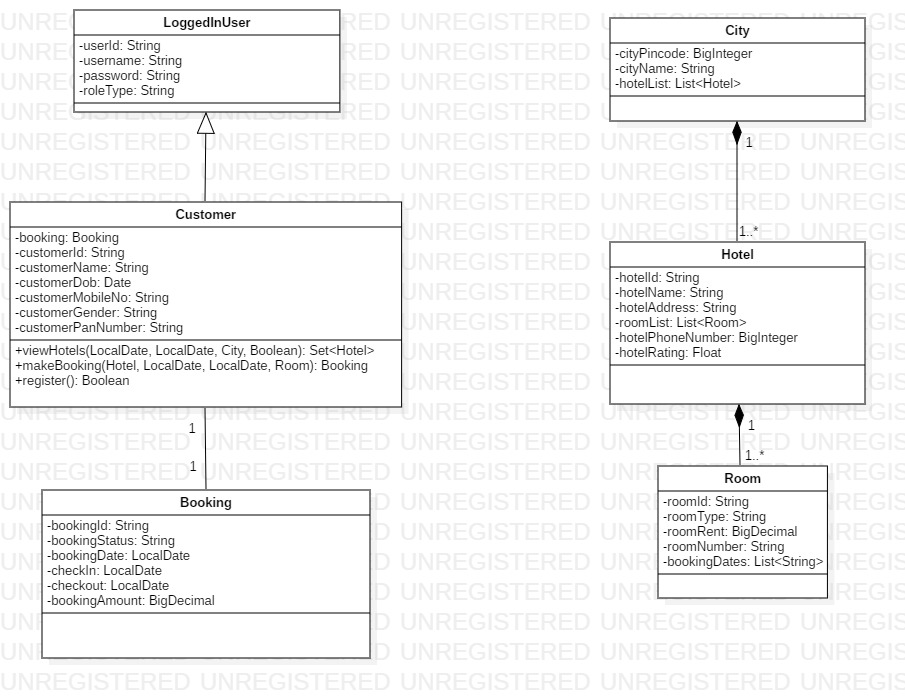 LoggedInUser
-userId: String
-username: String
-password: String
-roleType: String
Customer
-booking: Booking
-customerId: String
-customerName: String
-customerDob: Date
-customerMobileNo: String
-customerGender: String
-customerPanNumber: String
+viewHotels(LocalDate, LocalDate, City, Boolean): Set<Hotel>
+makeBooking(Hotel, LocalDate, LocalDate, Room): Booking
+register(): Boolean
1
1
Booking
-bookingId: String
-bookingStatus: String
-bookingDate: LocalDate
-checkIn: LocalDate
-checkout: LocalDate
-bookingAmount: BigDecimal
City
-cityPincode: BigInteger
-cityName: String
-hotelList: List<Hotel>
1
1..*
Hotel
-hotelId: String
-hotelName: String
-hotelAddress: String
-roomList: List<Room>
-hotelPhoneNumber: BigInteger
-hotelRating: Float
1
1..*
Room
-roomId: String
-roomType: String
-roomRent: BigDecimal
-roomNumber: String
-bookingDates: List<String>
UNREGISTERED